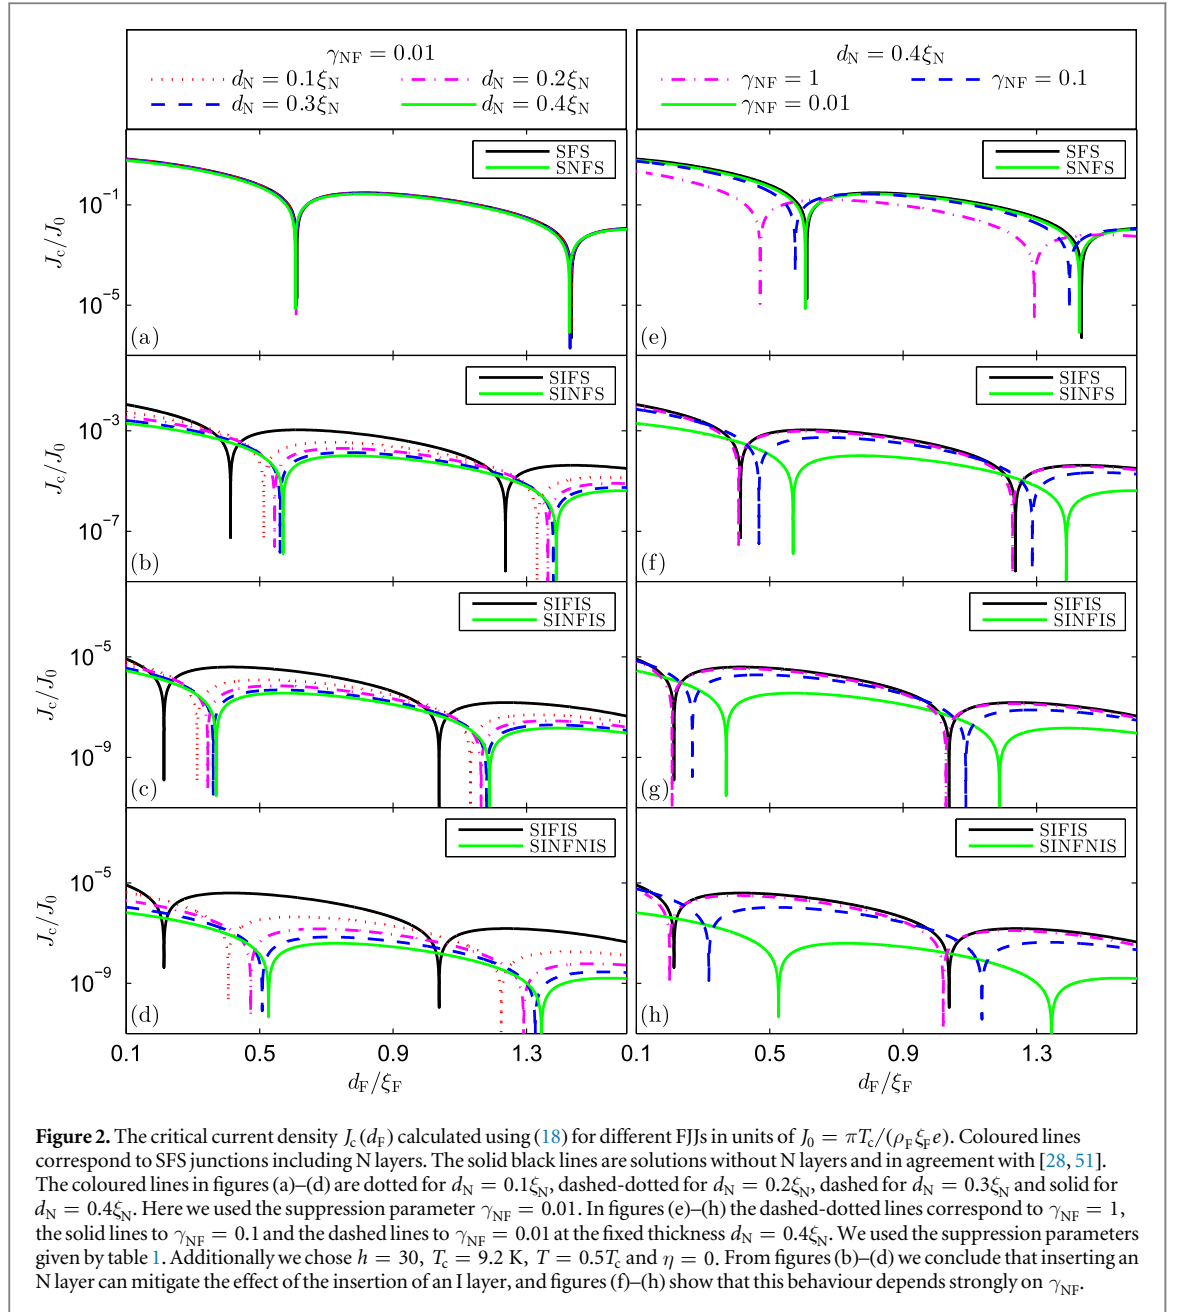 γNF = 0.01
dN = 0.1ξN dN = 0.2ξN
dN = 0.3ξN dN = 0.4ξN
dN = 0.4ξN
γNF = 1 γNF = 0.1
γNF = 0.01
SFS
SNFS
Jc/J0
10⁻¹
10⁻⁵
(a)
SFS
SNFS
(e)
SIFS
SINFS
Jc/J0
10⁻³
10⁻⁷
(b)
SIFS
SINFS
(f)
SIFIS
SINFIS
Jc/J0
10⁻⁵
10⁻⁹
(c)
SIFIS
SINFIS
(g)
SIFIS
SINFNIS
Jc/J0
10⁻⁵
10⁻⁹
(d)
SIFIS
SINFNIS
(h)
0.1 0.5 0.9 1.3 0.1 0.5 0.9 1.3
dF/ξF dF/ξF
Figure 2. The critical current density Jc(dF) calculated using (18) for different FJJs in units of J0 = πTc/(ρFξFe). Coloured lines
correspond to SFS junctions including N layers. The solid black lines are solutions without N layers and in agreement with [28, 51].
The coloured lines in figures (a)–(d) are dotted for dN = 0.1ξN, dashed-dotted for dN = 0.2ξN, dashed for dN = 0.3ξN and solid for
dN = 0.4ξN. Here we used the suppression parameter γNF = 0.01. In figures (e)–(h) the dashed-dotted lines correspond to γNF = 1,
the solid lines to γNF = 0.1 and the dashed lines to γNF = 0.01 at the fixed thickness dN = 0.4ξN. We used the suppression parameters
given by table 1. Additionally we chose h = 30, Tc = 9.2 K, T = 0.5Tc and η = 0. From figures (b)–(d) we conclude that inserting an
N layer can mitigate the effect of the insertion of an I layer, and figures (f)–(h) show that this behaviour depends strongly on γNF.